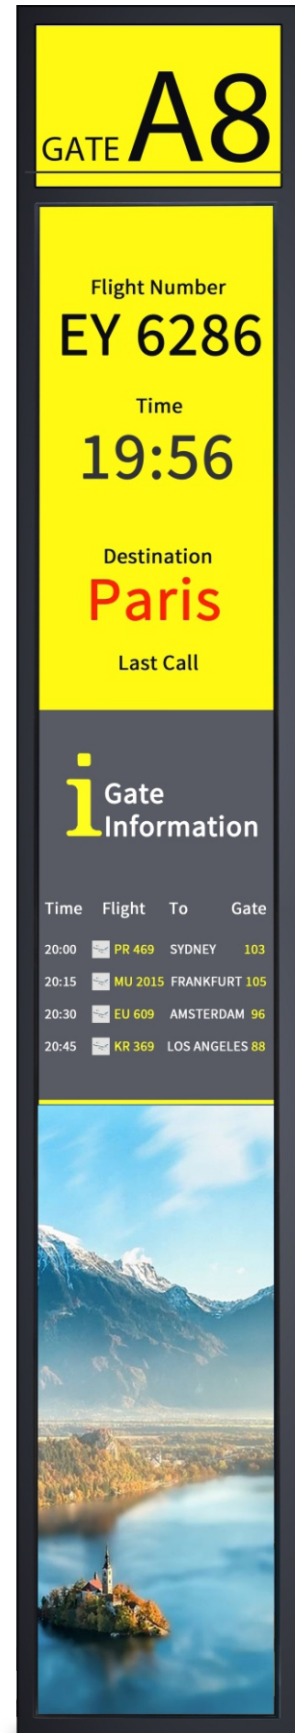 GATE A8
Flight Number
EY 6286
Time
19:56
Destination
Paris
Last Call
i Gate
Information
Time Flight To Gate
20:00 PR 469 SYDNEY 103
20:15 MU 2015 FRANKFURT 105
20:30 EU 609 AMSTERDAM 96
20:45 KR 369 LOS ANGELES 88